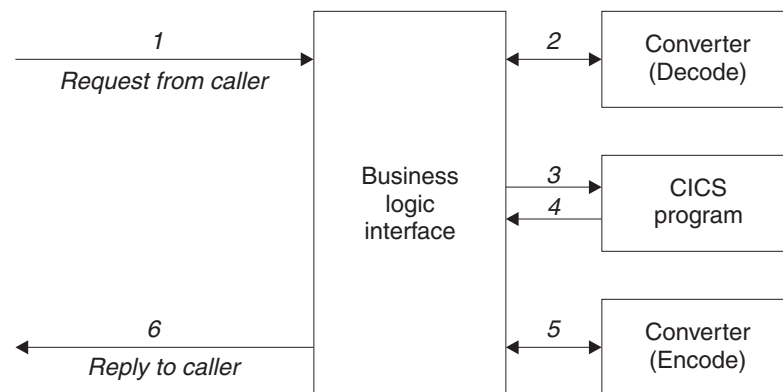 1
Request from caller
2
Converter
(Decode)
Business
logic
interface
3
4
CICS
program
6
Reply to caller
5
Converter
(Encode)